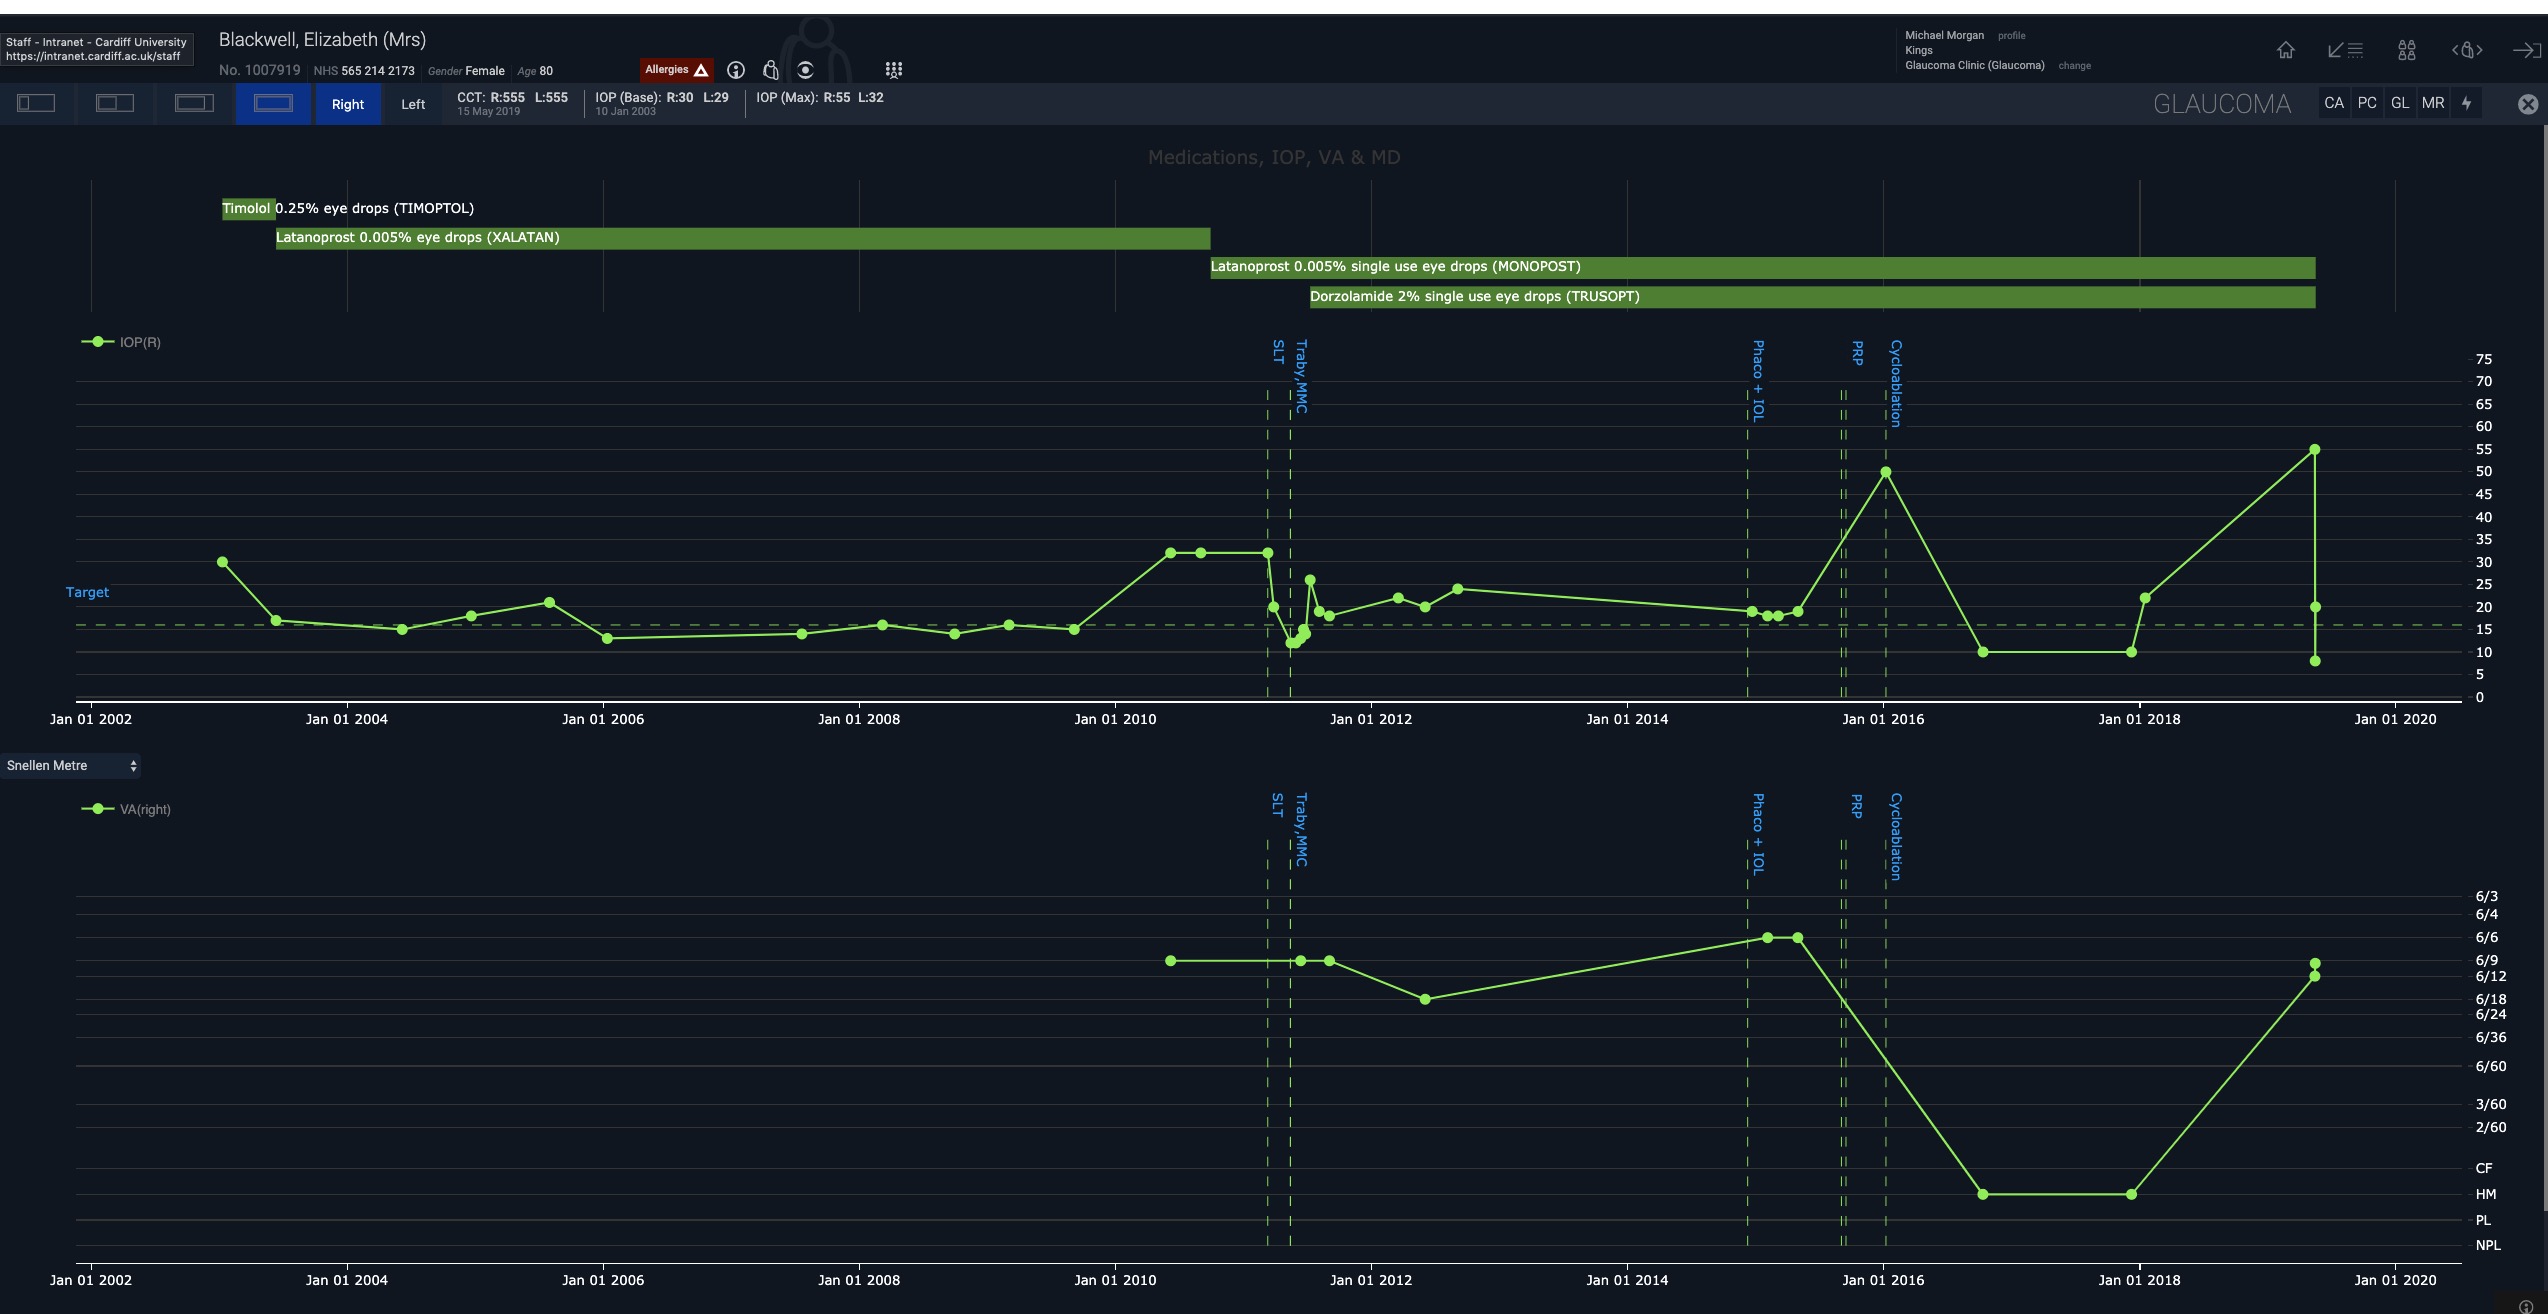 Staff - Intranet - Cardiff University
https://intranet.cardiff.ac.uk/staff
Blackwell, Elizabeth (Mrs)
No. 1007919 NHS 565 214 2173 Gender Female Age 80
Allergies
Michael Morgan profile
Kings
Glaucoma Clinic (Glaucoma) change
Right Left
CCT: R:555 L:555
15 May 2019
IOP (Base): R:30 L:29
10 Jan 2003
IOP (Max): R:55 L:32
GLAUCOMA
CA PC GL MR
Medications, IOP, VA & MD
Timolol 0.25% eye drops (TIMOPTOL)
Latanoprost 0.005% eye drops (XALATAN)
Latanoprost 0.005% single use eye drops (MONOPOST)
Dorzolamide 2% single use eye drops (TRUSOPT)
IOP(R)
SLT
Traby,MMC
Phaco + IOL
PRP
Cycloablation
75
70
65
60
55
50
45
40
35
30
25
20
15
10
5
0
Target
Jan 01 2002 Jan 01 2004 Jan 01 2006 Jan 01 2008 Jan 01 2010 Jan 01 2012 Jan 01 2014 Jan 01 2016 Jan 01 2018 Jan 01 2020
Snellen Metre
VA(right)
SLT
Traby,MMC
Phaco + IOL
PRP
Cycloablation
6/3
6/4
6/6
6/9
6/12
6/18
6/24
6/36
6/60
3/60
2/60
CF
HM
PL
NPL
Jan 01 2002 Jan 01 2004 Jan 01 2006 Jan 01 2008 Jan 01 2010 Jan 01 2012 Jan 01 2014 Jan 01 2016 Jan 01 2018 Jan 01 2020